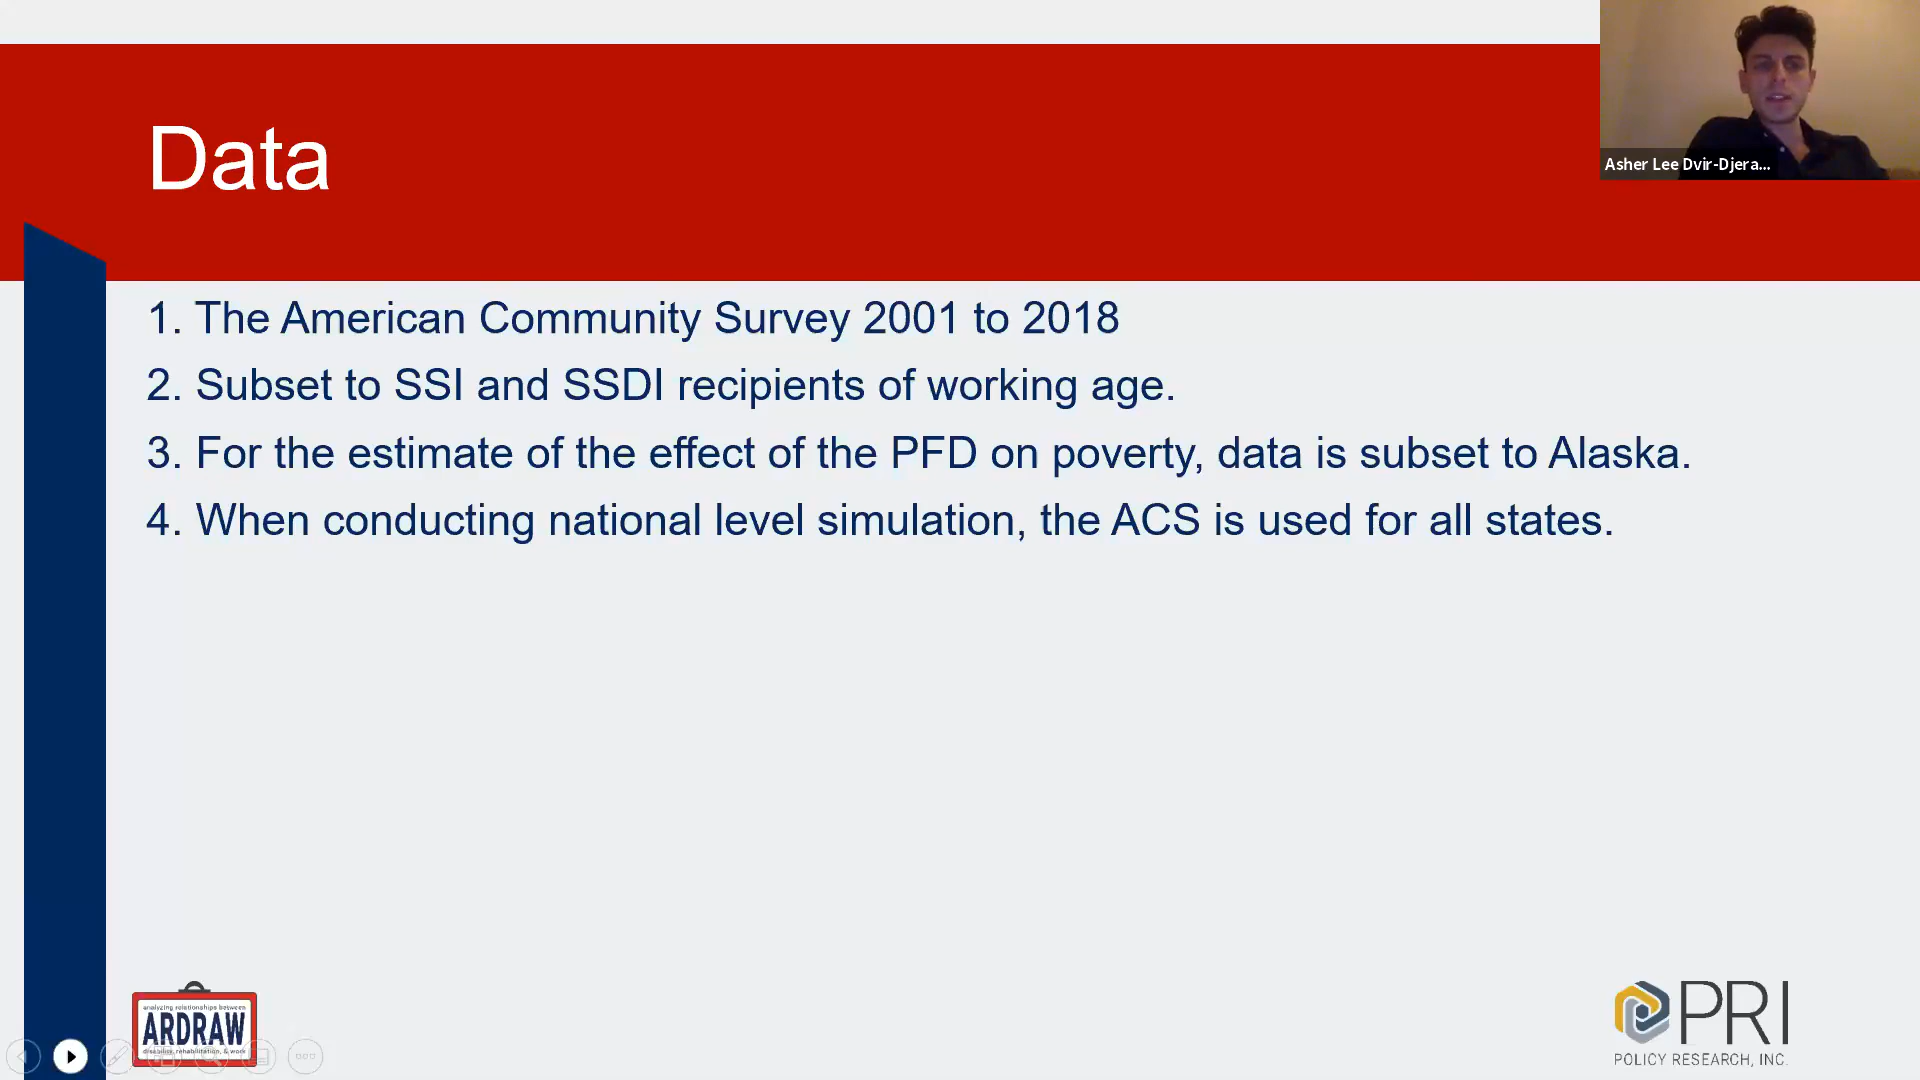 Data
Asher Lee Dvir-Djera...
1. The American Community Survey 2001 to 2018
2. Subset to SSI and SSDI recipients of working age.
3. For the estimate of the effect of the PFD on poverty, data is subset to Alaska.
4. When conducting national level simulation, the ACS is used for all states.
analyzing relationships between
ARDRAW
disability, rehabilitation, & work
PRI
POLICY RESEARCH, INC.